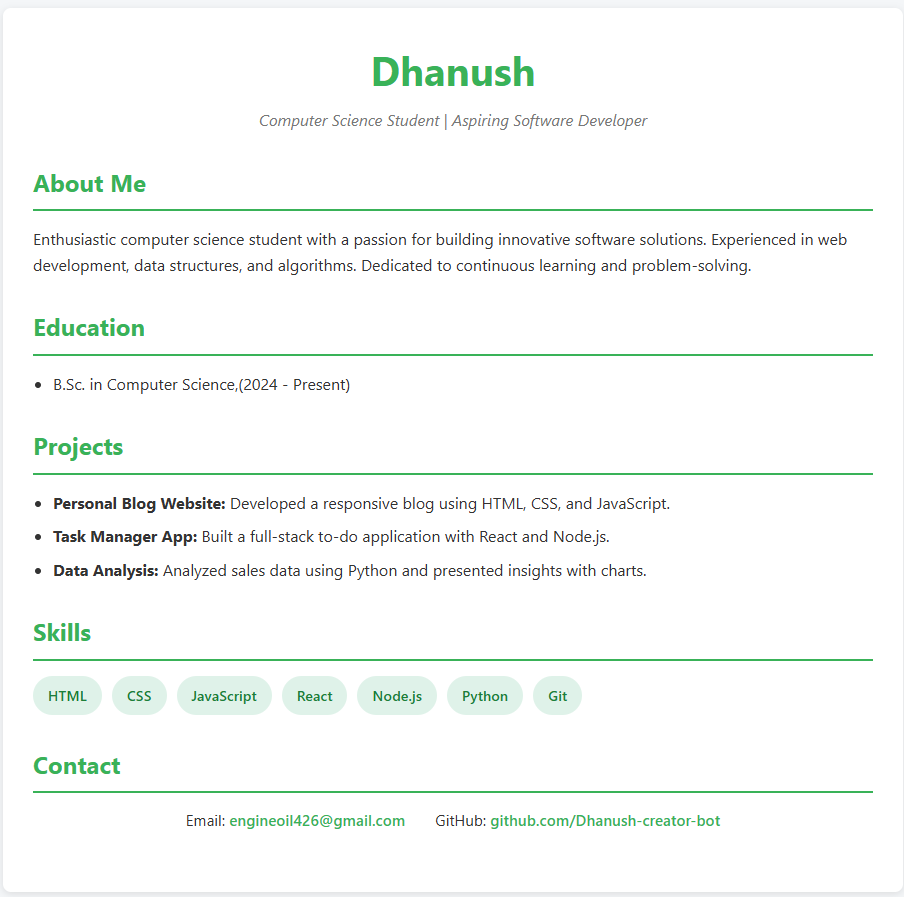 Dhanush
Computer Science Student | Aspiring Software Developer
About Me
Enthusiastic computer science student with a passion for building innovative software solutions. Experienced in web
development, data structures, and algorithms. Dedicated to continuous learning and problem-solving.
Education
• B.Sc. in Computer Science,(2024 - Present)
Projects
• Personal Blog Website: Developed a responsive blog using HTML, CSS, and JavaScript.
• Task Manager App: Built a full-stack to-do application with React and Node.js.
• Data Analysis: Analyzed sales data using Python and presented insights with charts.
Skills
HTML CSS JavaScript React Node.js Python Git
Contact
Email: engineoil426@gmail.com GitHub: github.com/Dhanush-creator-bot